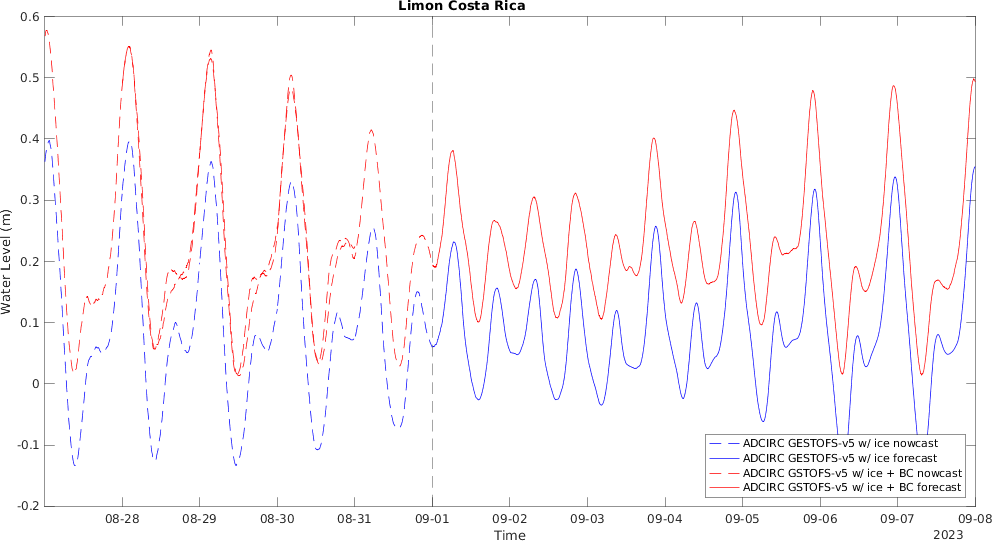 Limon Costa Rica
0.6
0.5
0.4
0.3
0.2
0.1
0
-0.1
-0.2
Water Level (m)
08-28 08-29 08-30 08-31 09-01 09-02 09-03 09-04 09-05 09-06 09-07 09-08
Time
2023
ADCIRC GESTOFS-v5 w/ ice nowcast
ADCIRC GESTOFS-v5 w/ ice forecast
ADCIRC GSTOFS-v5 w/ ice + BC nowcast
ADCIRC GSTOFS-v5 w/ ice + BC forecast